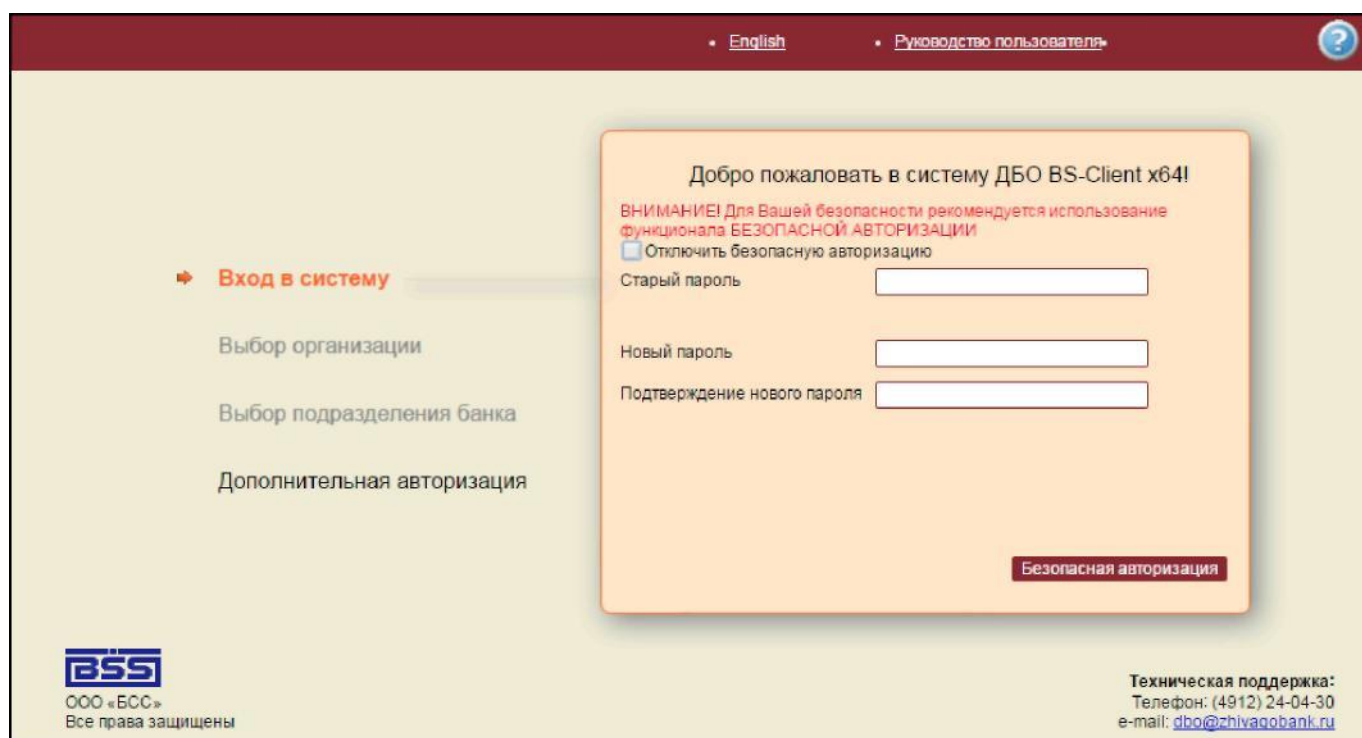 English
Руководство пользователя
Добро пожаловать в систему ДБО BS-Client x64!
ВНИМАНИЕ! Для Вашей безопасности рекомендуется использование
функционала БЕЗОПАСНОЙ АВТОРИЗАЦИИ
Отключить безопасную авторизацию
Старый пароль
Новый пароль
Подтверждение нового пароля
Безопасная авторизация
Вход в систему
Выбор организации
Выбор подразделения банка
Дополнительная авторизация
BSS
ООО «БСС»
Все права защищены
Техническая поддержка:
Телефон: (4912) 24-04-30
e-mail: dbo@zhivagobank.ru